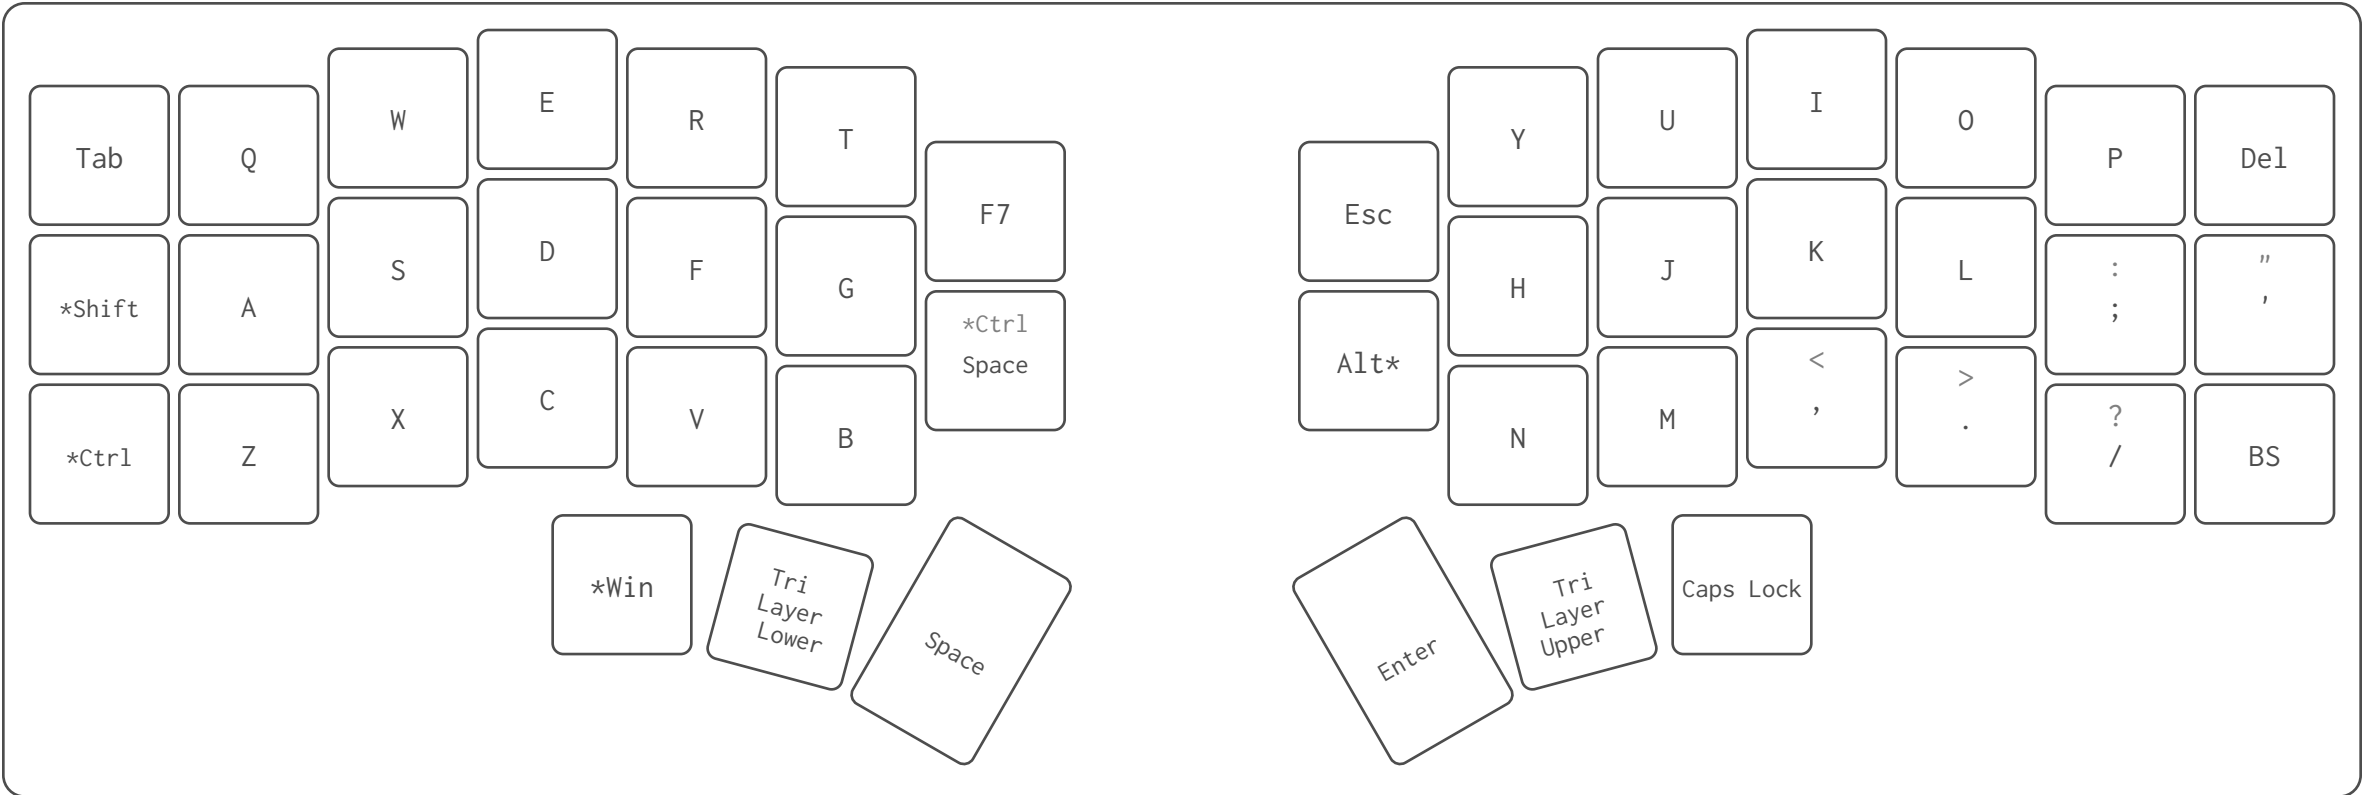 Tab Q W E R T
F7
Esc
Y U I O P Del
*Shift A S D F G
*Ctrl
Space
Alt*
H J K L
:
;
"
'
*Ctrl Z X C V B
N M
<
,
>
.
?
/
BS
*Win
Tri
Layer
Lower
Space
Enter
Tri
Layer
Upper
Caps Lock